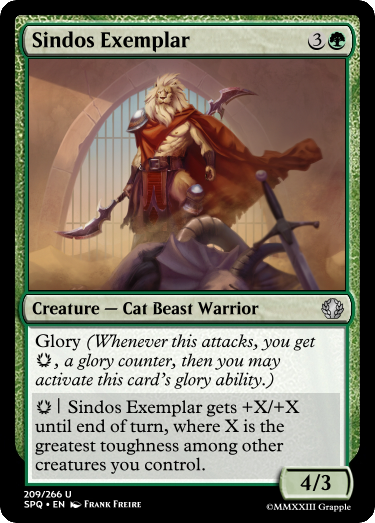 Sindos Exemplar 3
Creature — Cat Beast Warrior
Glory (Whenever this attacks, you get
, a glory counter, then you may
activate this card's glory ability.)
| Sindos Exemplar gets +X/+X
until end of turn, where X is the
greatest toughness among other
creatures you control.
4/3
209/266 U
SPQ • EN Frank Freire
©MMXXIII Grapple